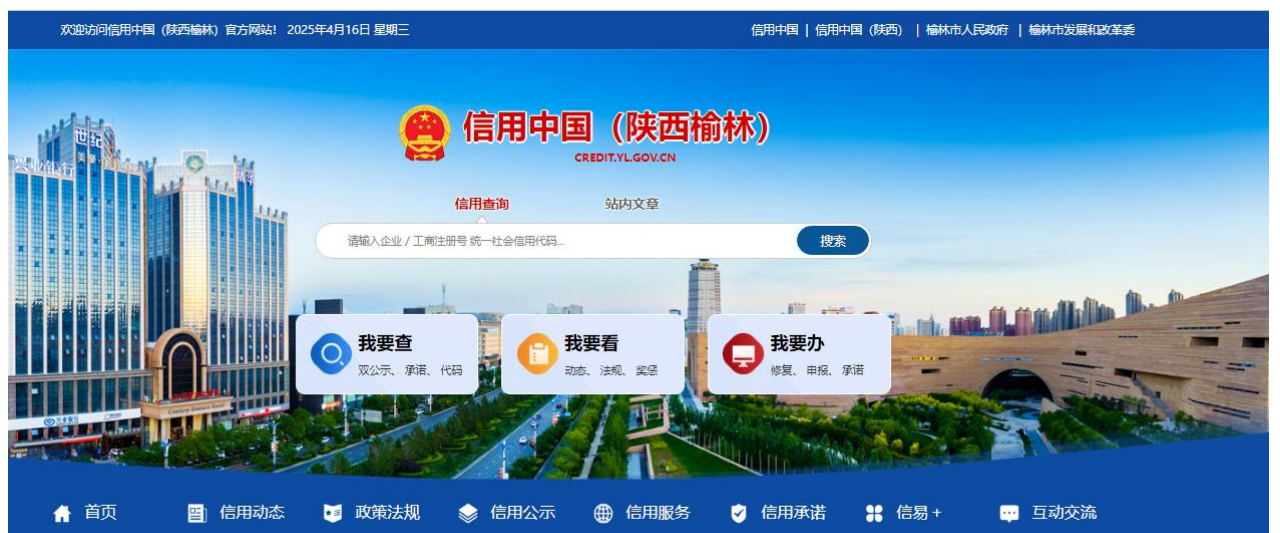 欢迎访问信用中国（陕西榆林）官方网站！ 2025年4月16日 星期三
信用中国 | 信用中国（陕西） | 榆林市人民政府 | 榆林市发展和改革委
信用中国（陕西榆林）
CREDIT.YL.GOV.CN
世纪
兴业银行
信用查询 站内文章
请输入企业 / 工商注册号 统一社会信用代码...
搜索
我要查
双公示、承诺、代码
我要看
动态、法规、奖惩
我要办
修复、申报、承诺
首页 信用动态 政策法规 信用公示 信用服务 信用承诺 信易+ 互动交流